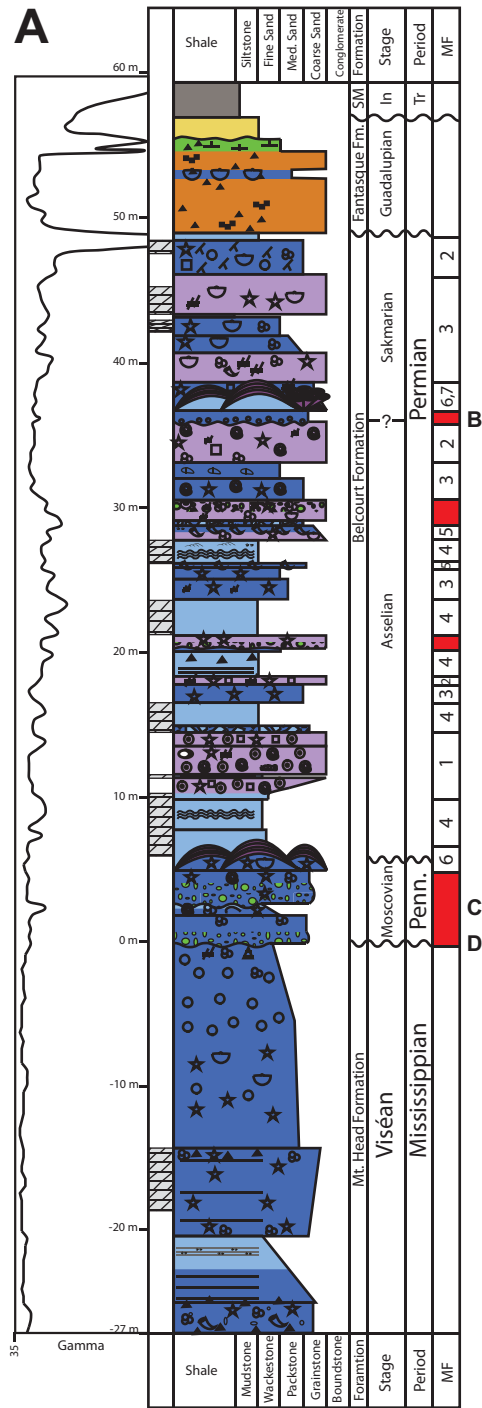 A
Shale
Siltstone
Fine Sand
Med. Sand
Coarse Sand
Conglomerate
Formation
Stage
Period
MF
60 m
50 m
40 m
30 m
20 m
10 m
0 m
-10 m
-20 m
-27 m
SM
In
Tr
Fantasque Fm.
Guadalupian
Belcourt Formation
Sakmarian
Permian
?
Asselian
Moscovian
Penn.
Mt. Head Formation
Viséan
Mississippian
2
3
6,7
B
2
3
5
4
5
3
4
4
2
3
4
1
4
6
C
D
35
Gamma
Shale
Mudstone
Wackestone
Packstone
Grainstone
Boundstone
Foramtion
Stage
Period
MF